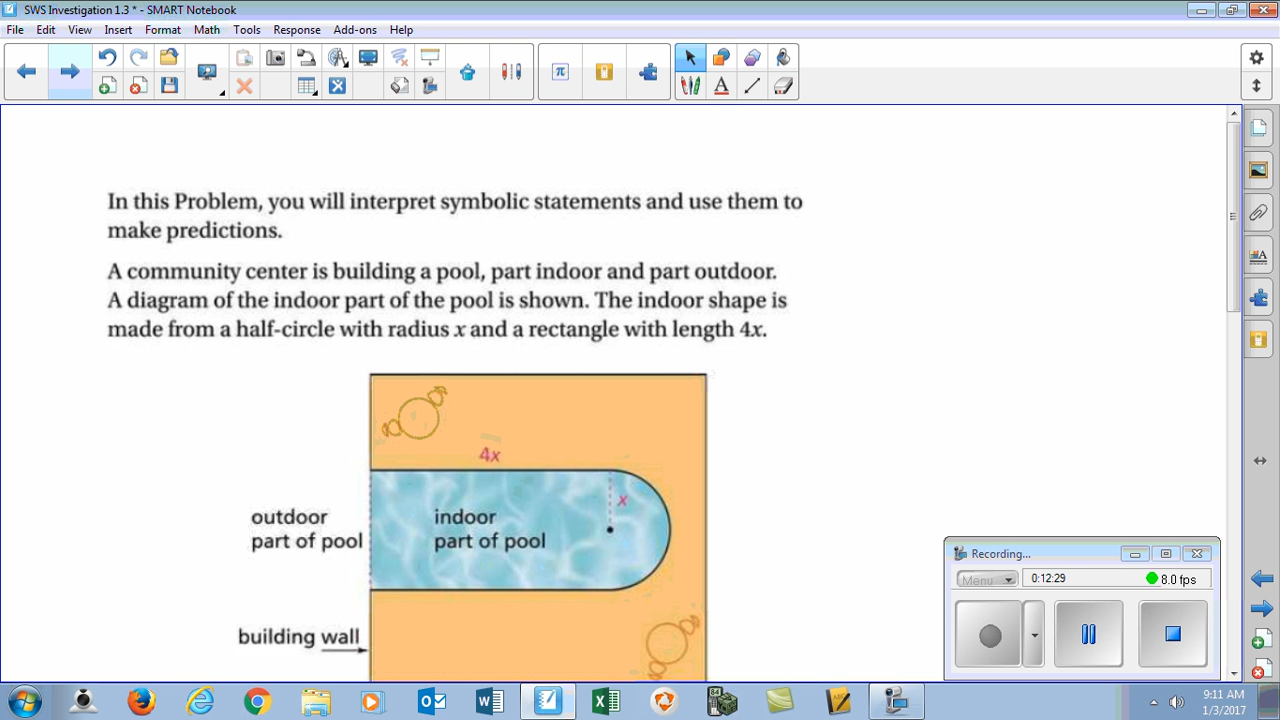 SWS Investigation 1.3 * - SMART Notebook
File Edit View Insert Format Math Tools Response Add-ons Help
In this Problem, you will interpret symbolic statements and use them to
make predictions.
A community center is building a pool, part indoor and part outdoor.
A diagram of the indoor part of the pool is shown. The indoor shape is
made from a half-circle with radius x and a rectangle with length 4x.
4x
x
outdoor
part of pool
indoor
part of pool
building wall
Recording...
Menu 0:12:29 8.0 fps
9:11 AM
1/3/2017